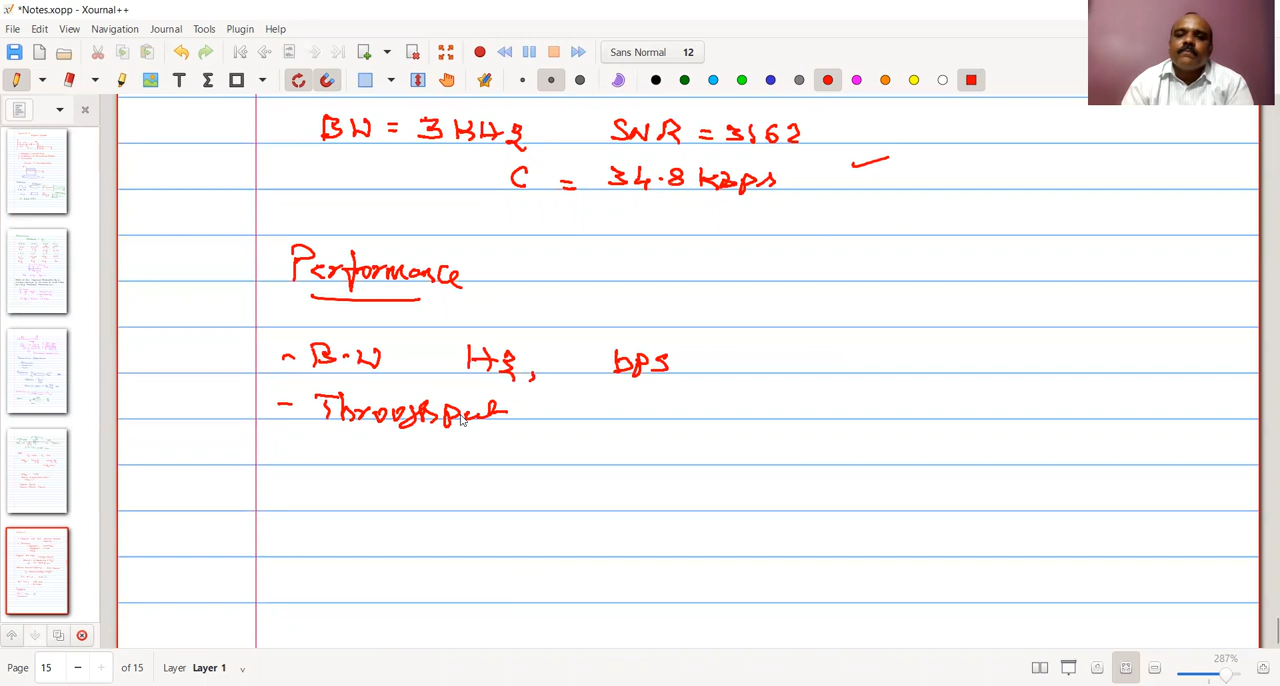 *Notes.xopp - Xournal++
File Edit View Navigation Journal Tools Plugin Help
Sans Normal 12
BW = 3 KHz SNR = 3162
C = 34.8 KBps
Performance
- B.W Hz, bps
- Throughput
287%
Page 15 of 15 Layer Layer 1